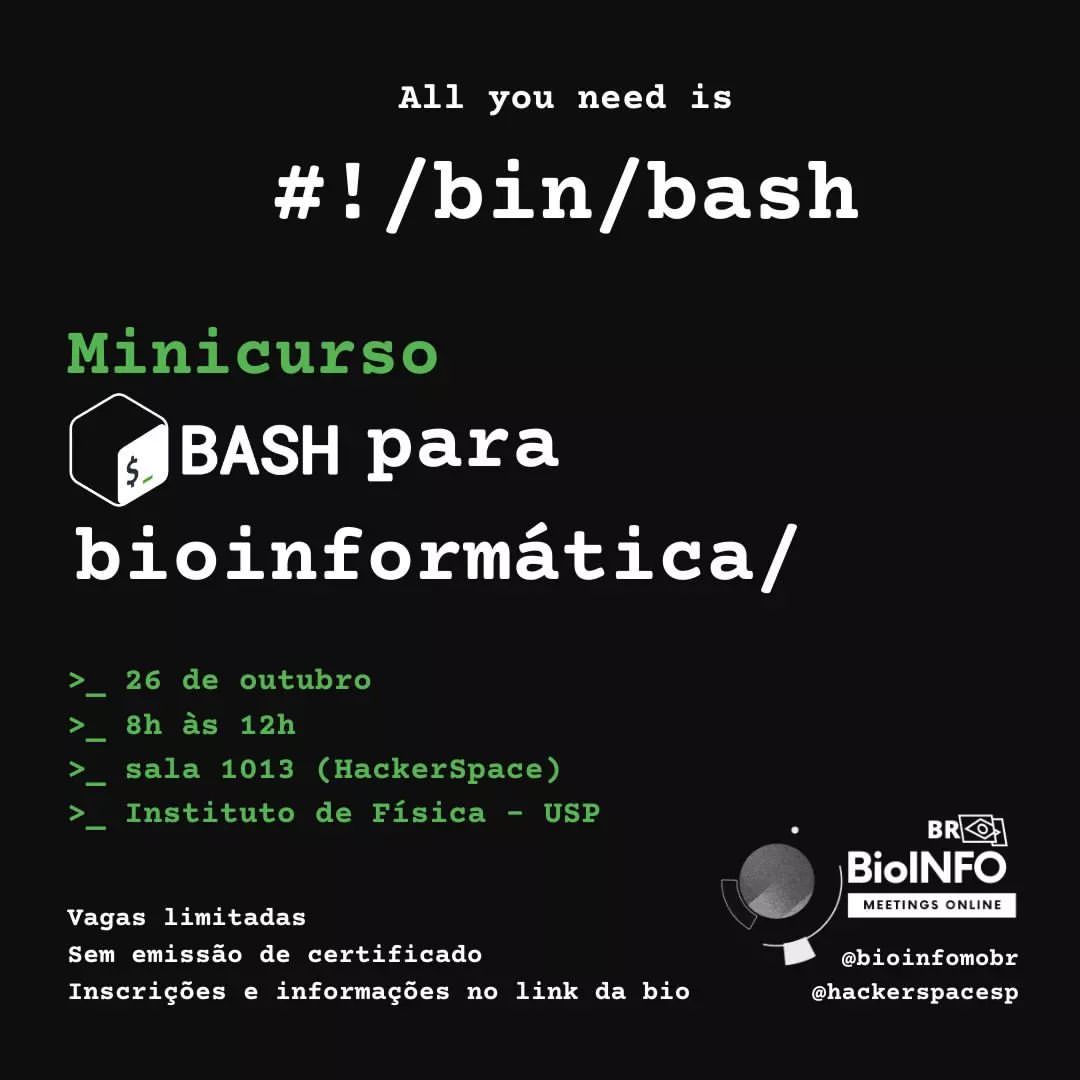 All you need is
#!/bin/bash
Minicurso
$_ BASH para
bioinformática/
>_ 26 de outubro
>_ 8h às 12h
>_ sala 1013 (HackerSpace)
>_ Instituto de Física - USP
Vagas limitadas
Sem emissão de certificado
Inscrições e informações no link da bio
BR
BioINFO
MEETINGS ONLINE
@bioinfomobr
@hackerspacesp